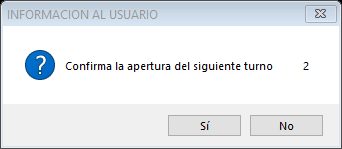 INFORMACION AL USUARIO
Confirma la apertura del siguiente turno 2
Sí No